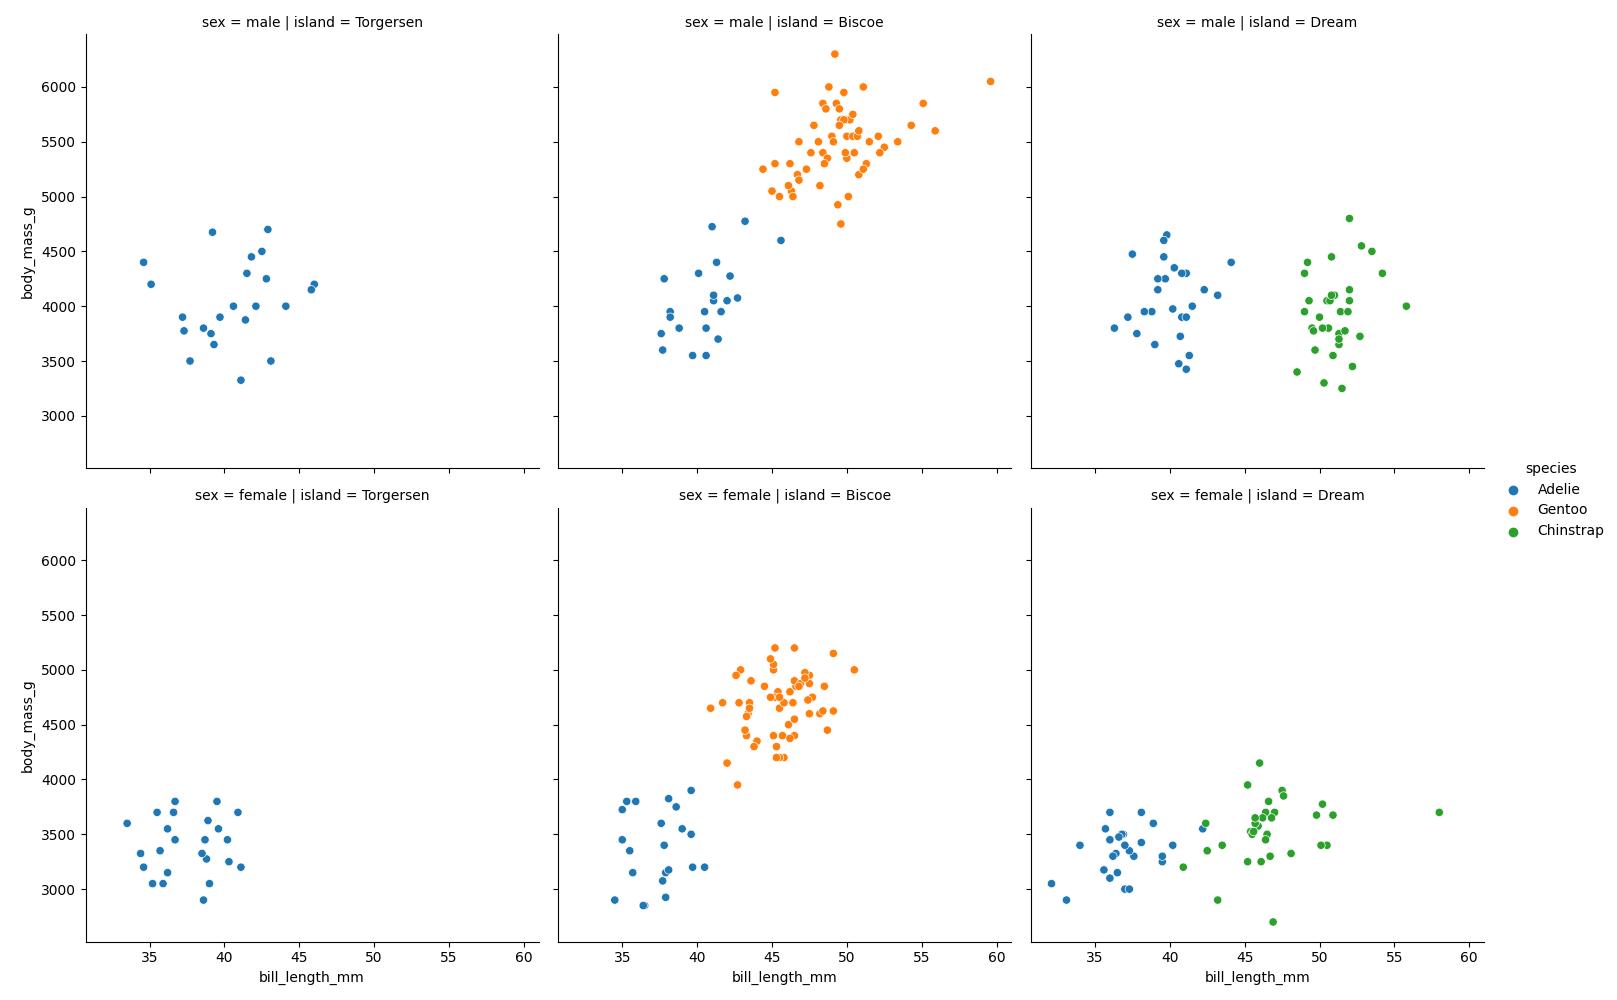 sex = male | island = Torgersen
sex = male | island = Biscoe
sex = male | island = Dream
body_mass_g
6000
5500
5000
4500
4000
3500
3000
sex = female | island = Torgersen
sex = female | island = Biscoe
sex = female | island = Dream
body_mass_g
6000
5500
5000
4500
4000
3500
3000
35 40 45 50 55 60
35 40 45 50 55 60
35 40 45 50 55 60
bill_length_mm
bill_length_mm
bill_length_mm
species
Adelie
Gentoo
Chinstrap